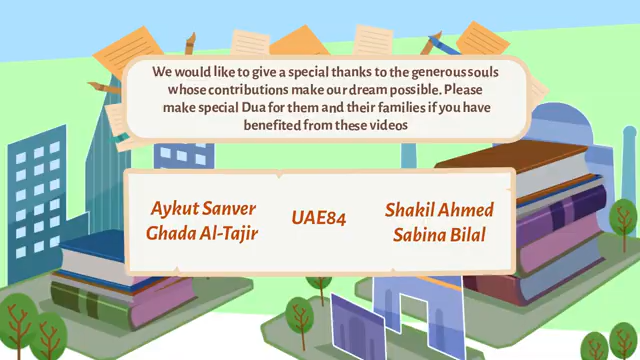 We would like to give a special thanks to the generous souls
whose contributions make our dream possible. Please
make special Dua for them and their families if you have
benefited from these videos
Aykut Sanver
Ghada Al-Tajir
UAE84
Shakil Ahmed
Sabina Bilal